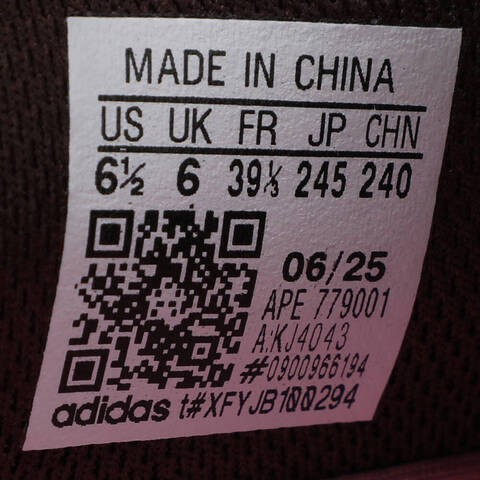 MADE IN CHINA
US UK FR JP CHN
6½ 6 39⅓ 245 240
06/25
APE 779001
A:KJ4043
#0900966194
adidas t#XFYJB100294